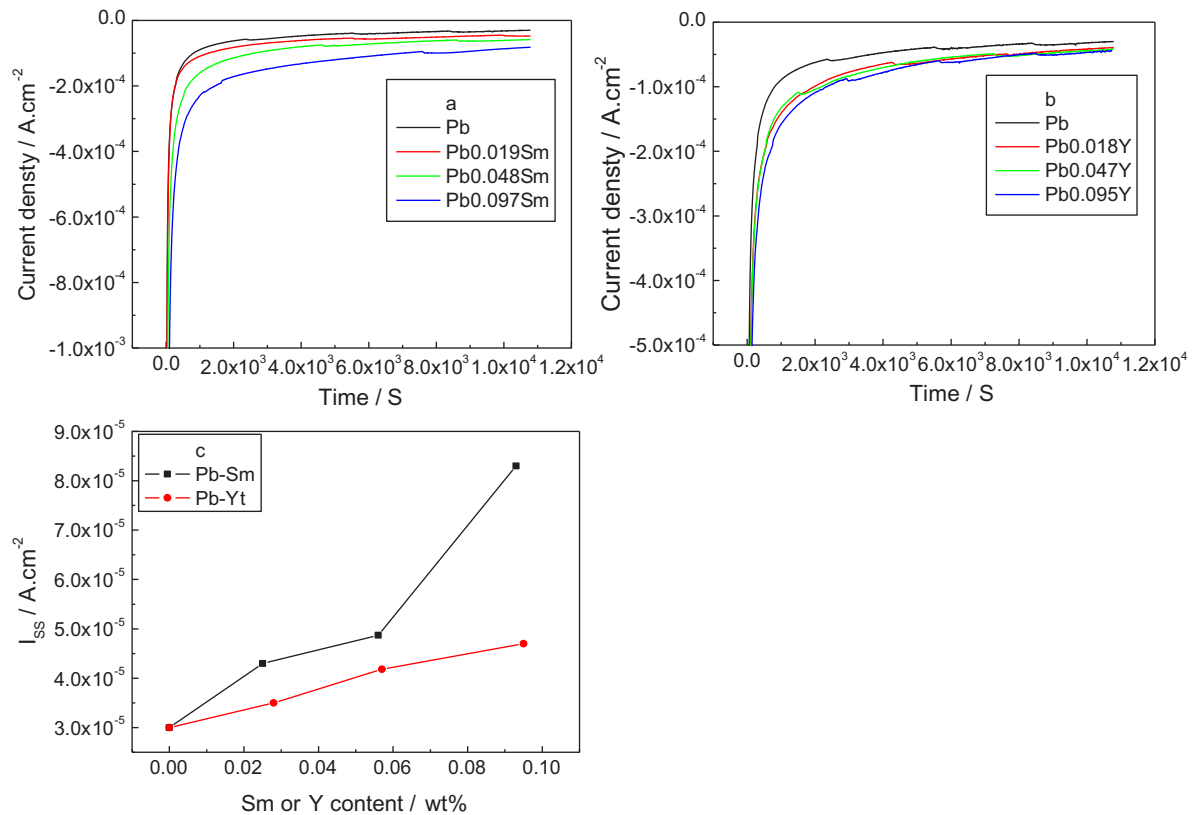 0.0
-2.0x10⁻⁴
-4.0x10⁻⁴
-6.0x10⁻⁴
-8.0x10⁻⁴
-1.0x10⁻³
Current densty / A.cm⁻²
a
Pb
Pb0.019Sm
Pb0.048Sm
Pb0.097Sm
0.0 2.0x10³ 4.0x10³ 6.0x10³ 8.0x10³ 1.0x10⁴ 1.2x10⁴
Time / S
0.0
-1.0x10⁻⁴
-2.0x10⁻⁴
-3.0x10⁻⁴
-4.0x10⁻⁴
-5.0x10⁻⁴
Current density / A.cm⁻²
b
Pb
Pb0.018Y
Pb0.047Y
Pb0.095Y
0.0 2.0x10³ 4.0x10³ 6.0x10³ 8.0x10³ 1.0x10⁴ 1.2x10⁴
Time / S
9.0x10⁻⁵
8.0x10⁻⁵
7.0x10⁻⁵
6.0x10⁻⁵
5.0x10⁻⁵
4.0x10⁻⁵
3.0x10⁻⁵
I_SS / A.cm⁻²
c
Pb-Sm
Pb-Yt
0.00 0.02 0.04 0.06 0.08 0.10
Sm or Y content / wt%